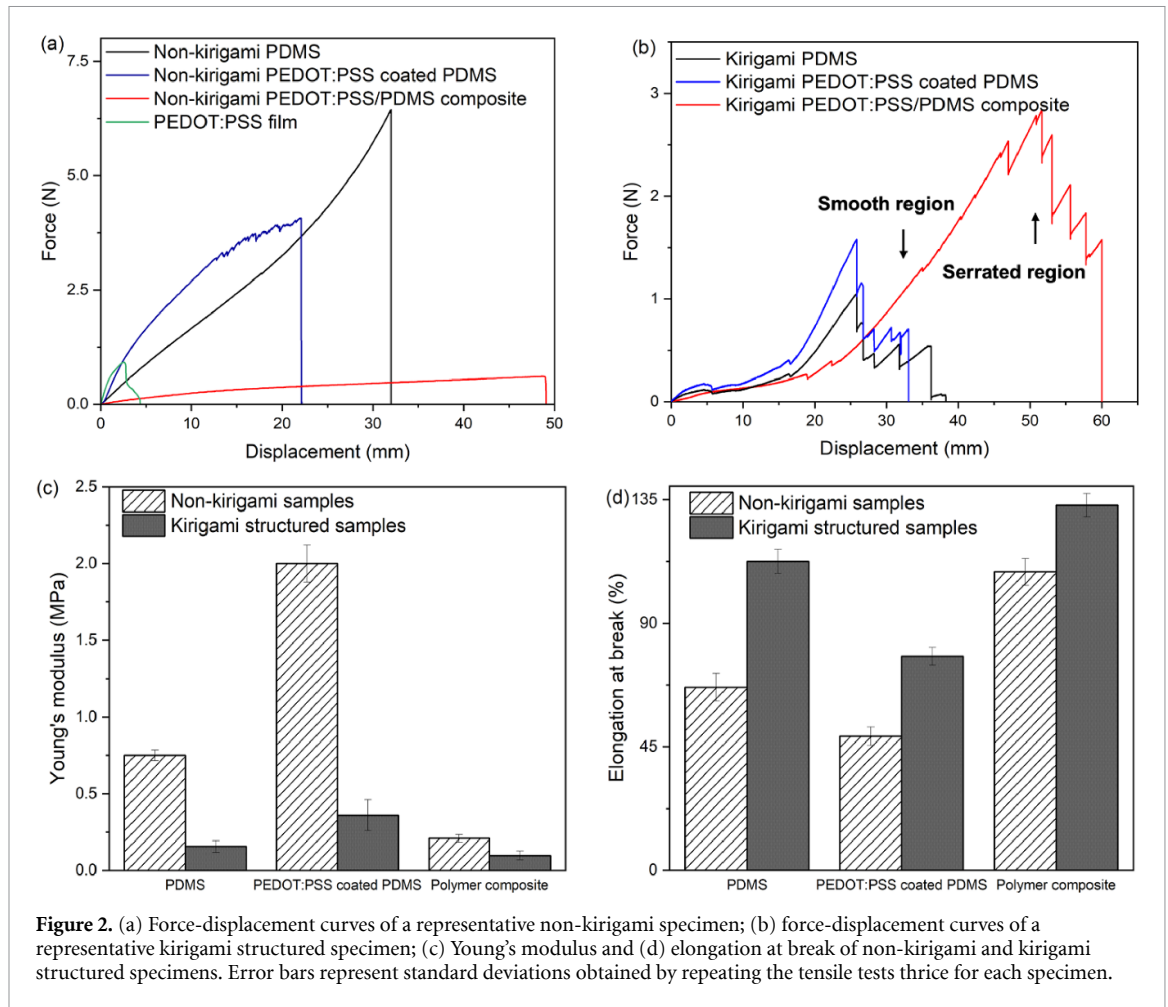 (a)
7.5
5.0
2.5
0.0
Force (N)
Non-kirigami PDMS
Non-kirigami PEDOT:PSS coated PDMS
Non-kirigami PEDOT:PSS/PDMS composite
PEDOT:PSS film
0 10 20 30 40 50
Displacement (mm)
(b)
3
2
1
0
Force (N)
Kirigami PDMS
Kirigami PEDOT:PSS coated PDMS
Kirigami PEDOT:PSS/PDMS composite
Smooth region
Serrated region
0 10 20 30 40 50 60
Displacement (mm)
(c)
2.5
2.0
1.5
1.0
0.5
0.0
Young's modulus (MPa)
Non-kirigami samples
Kirigami structured samples
PDMS PEDOT:PSS coated PDMS Polymer composite
(d)
135
90
45
0
Elongation at break (%)
Non-kirigami samples
Kirigami structured samples
PDMS PEDOT:PSS coated PDMS Polymer composite
Figure 2. (a) Force-displacement curves of a representative non-kirigami specimen; (b) force-displacement curves of a
representative kirigami structured specimen; (c) Young’s modulus and (d) elongation at break of non-kirigami and kirigami
structured specimens. Error bars represent standard deviations obtained by repeating the tensile tests thrice for each specimen.